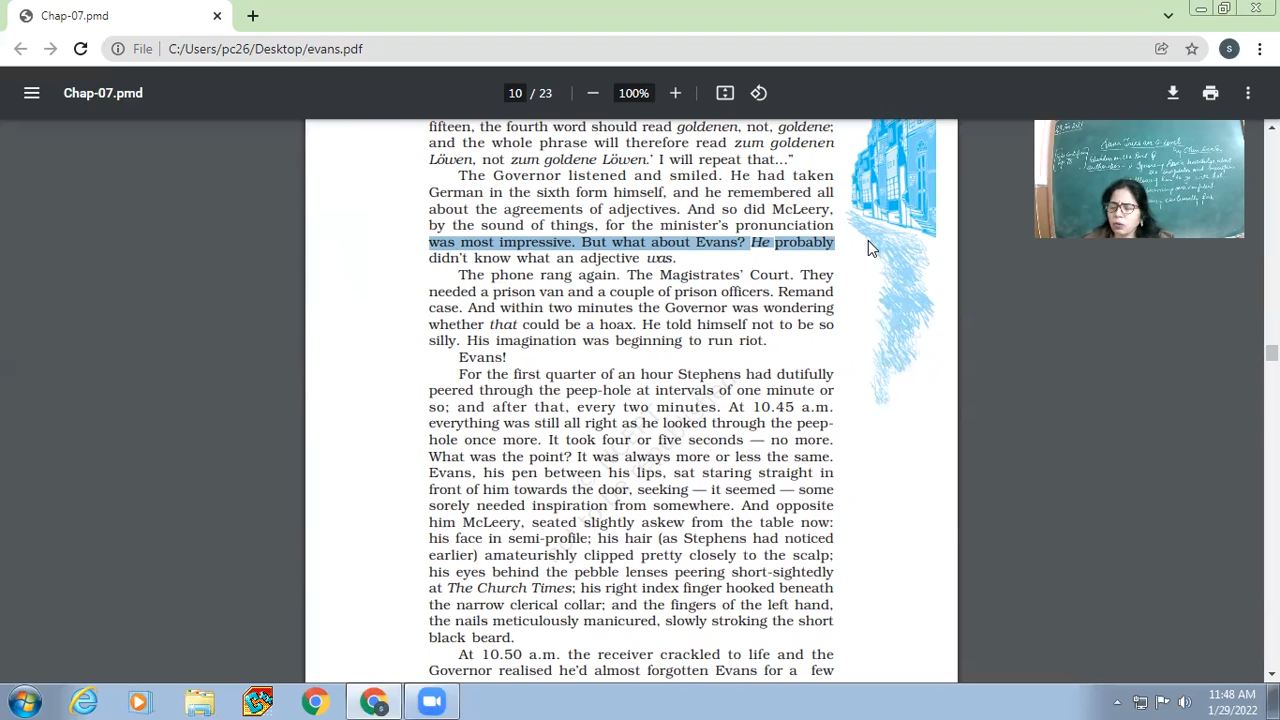 Chap-07.pmd
File
C:/Users/pc26/Desktop/evans.pdf
S
Chap-07.pmd
10 / 23
100%
fifteen, the fourth word should read goldenen, not, goldene;
and the whole phrase will therefore read zum goldenen
Löwen, not zum goldene Löwen.' I will repeat that..."
The Governor listened and smiled. He had taken
German in the sixth form himself, and he remembered all
about the agreements of adjectives. And so did McLeery,
by the sound of things, for the minister's pronunciation
was most impressive. But what about Evans? He probably
didn't know what an adjective was.
The phone rang again. The Magistrates' Court. They
needed a prison van and a couple of prison officers. Remand
case. And within two minutes the Governor was wondering
whether that could be a hoax. He told himself not to be so
silly. His imagination was beginning to run riot.
Evans!
For the first quarter of an hour Stephens had dutifully
peered through the peep-hole at intervals of one minute or
so; and after that, every two minutes. At 10.45 a.m.
everything was still all right as he looked through the peep-
hole once more. It took four or five seconds — no more.
What was the point? It was always more or less the same.
Evans, his pen between his lips, sat staring straight in
front of him towards the door, seeking — it seemed — some
sorely needed inspiration from somewhere. And opposite
him McLeery, seated slightly askew from the table now:
his face in semi-profile; his hair (as Stephens had noticed
earlier) amateurishly clipped pretty closely to the scalp;
his eyes behind the pebble lenses peering short-sightedly
at The Church Times; his right index finger hooked beneath
the narrow clerical collar; and the fingers of the left hand,
the nails meticulously manicured, slowly stroking the short
black beard.
At 10.50 a.m. the receiver crackled to life and the
Governor realised he'd almost forgotten Evans for a few
11:48 AM
1/29/2022